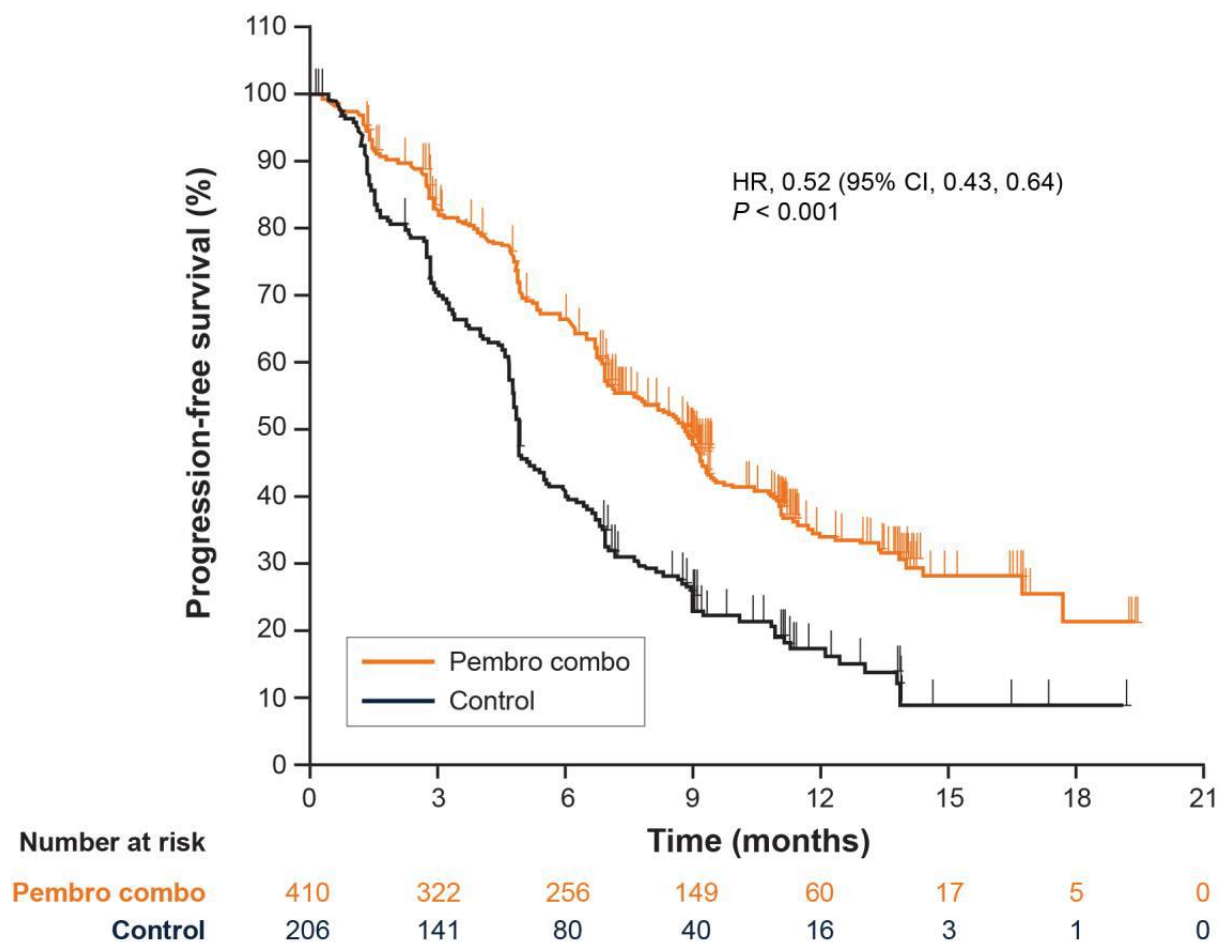 110
100
90
80
70
60
50
40
30
20
10
0
Progression-free survival (%)
HR, 0.52 (95% CI, 0.43, 0.64)
P < 0.001
Pembro combo
Control
0 3 6 9 12 15 18 21
Number at risk
Time (months)
Pembro combo 410 322 256 149 60 17 5 0
Control 206 141 80 40 16 3 1 0